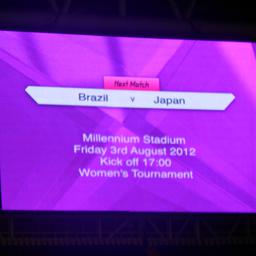 Next Match
Brazil v Japan
Millennium Stadium
Friday 3rd August 2012
Kick off 17:00
Women's Tournament